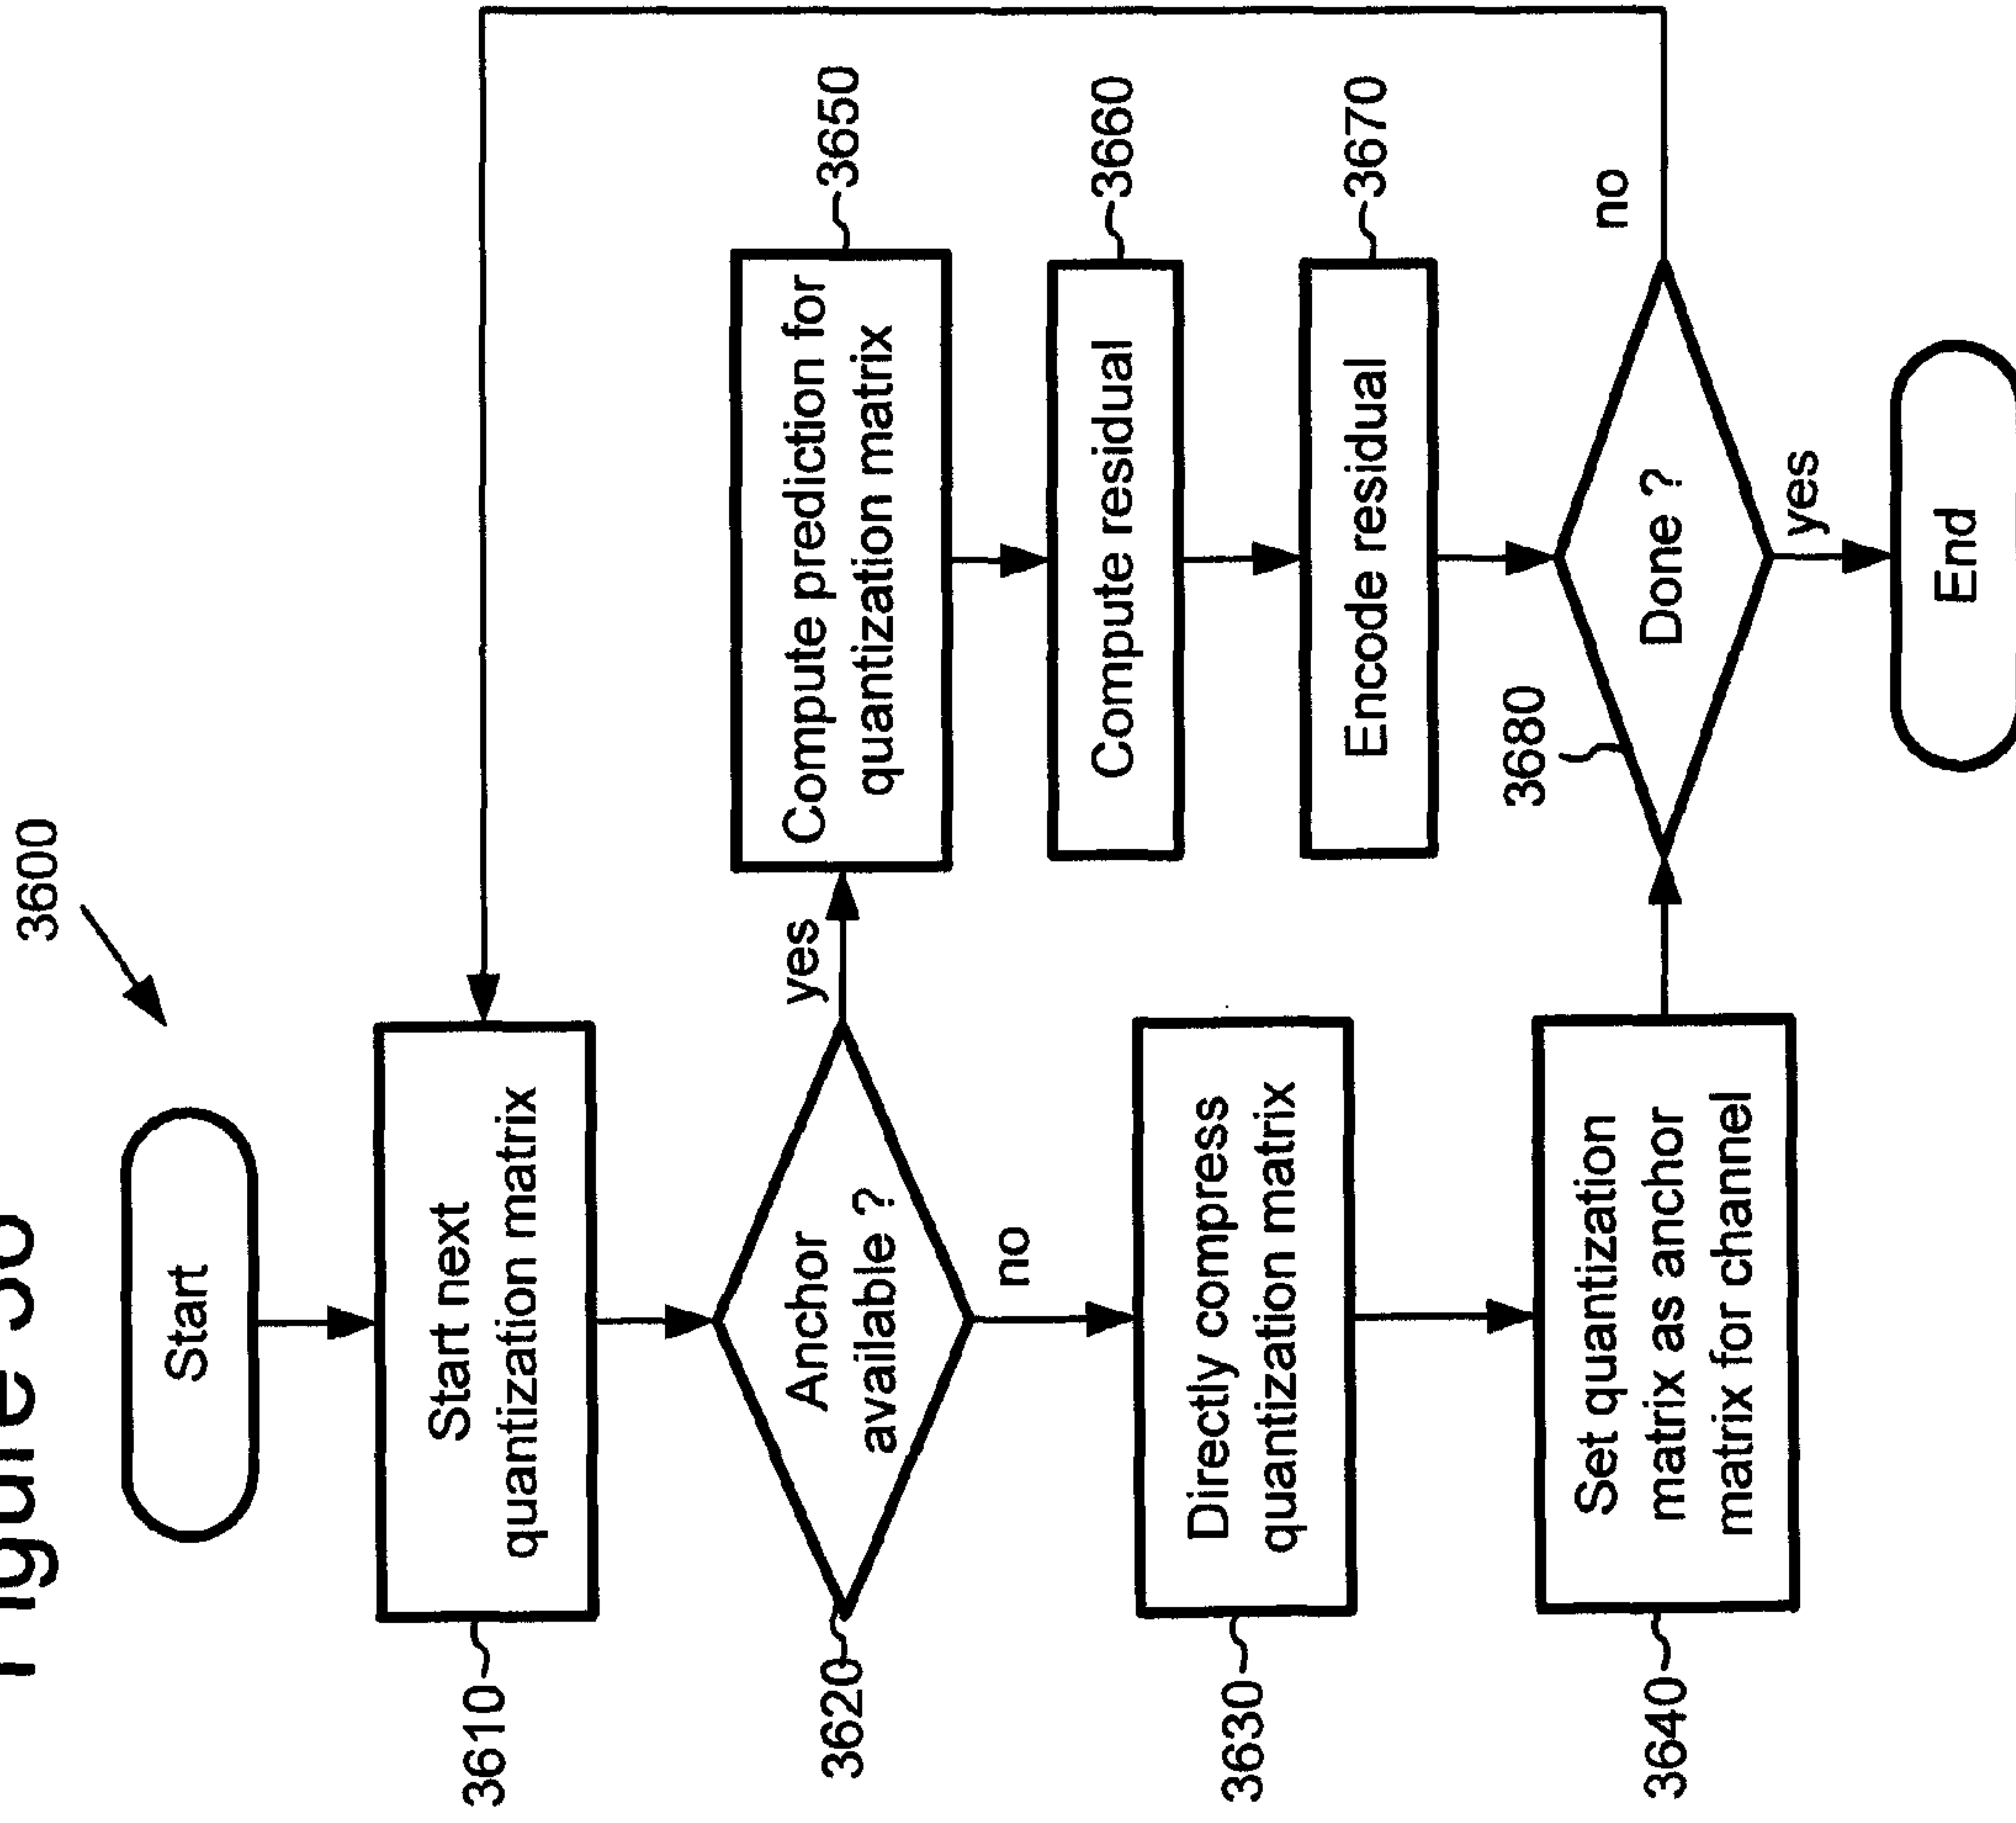 3600
Start
Start next
quantization matrix
3610
Anchor
available ?
3620
yes
no
Compute prediction for
quantization matrix
3650
Compute residual
3660
Encode residual
3670
Directly compress
quantization matrix
3630
Set quantization
matrix as anchor
matrix for channel
3640
Done ?
3680
no
yes
End